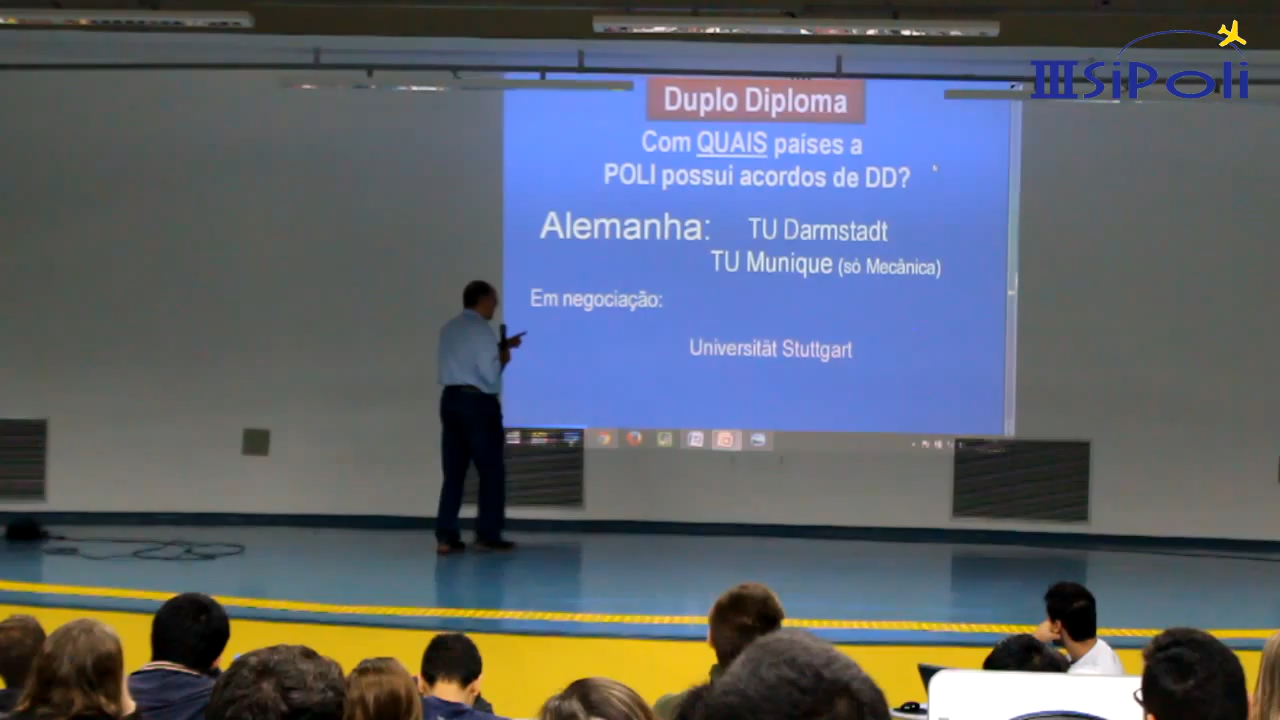 IIISiPoli
Duplo Diploma
Com QUAIS países a
POLI possui acordos de DD?
Alemanha: TU Darmstadt
TU Munique (só Mecânica)
Em negociação:
Universität Stuttgart